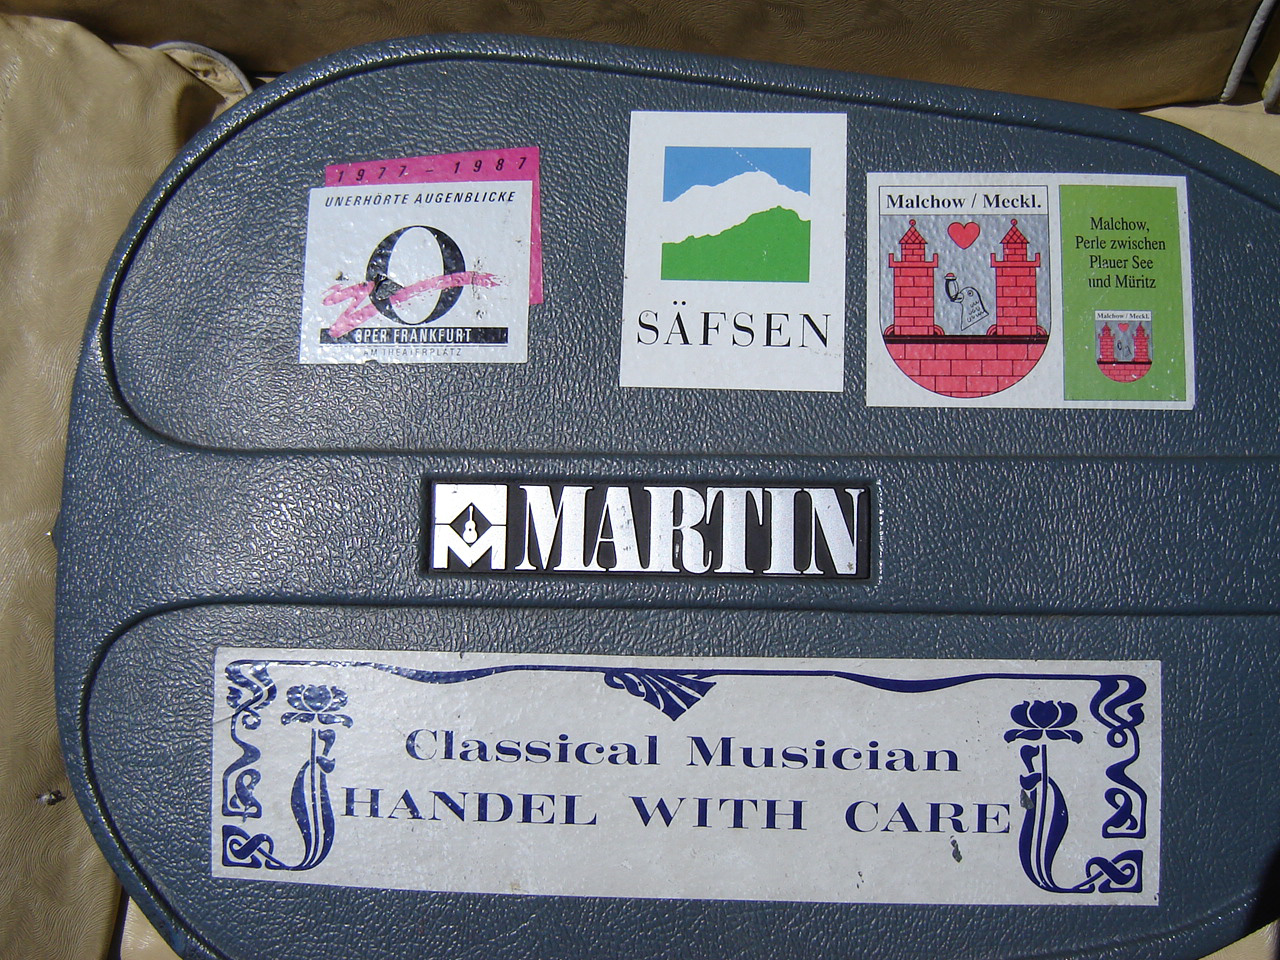 1977 – 1987
UNERHÖRTE AUGENBLICKE
O
OPER FRANKFURT
AM THEATERPLATZ
SÄFSEN
Malchow / Meckl.
Malchow,
Perle zwischen
Plauer See
und Müritz
Malchow / Meckl.
MARTIN
Classical Musician
HANDEL WITH CARE